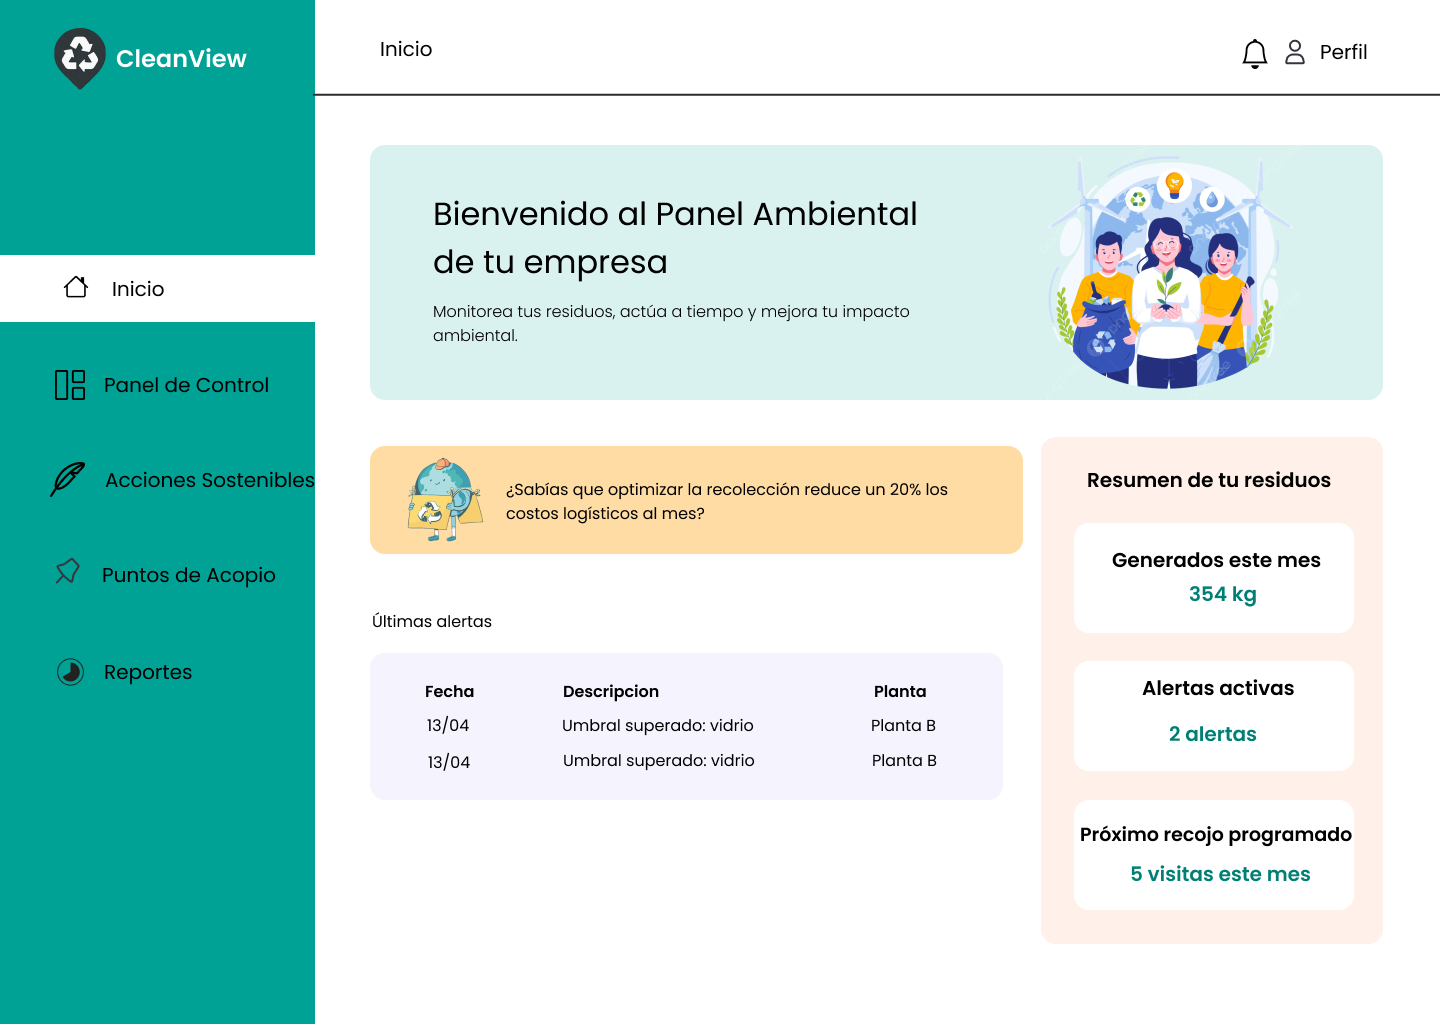 CleanView
Inicio
Perfil
Inicio
Panel de Control
Acciones Sostenibles
Puntos de Acopio
Reportes
Bienvenido al Panel Ambiental
de tu empresa
Monitorea tus residuos, actúa a tiempo y mejora tu impacto
ambiental.
¿Sabías que optimizar la recolección reduce un 20% los
costos logísticos al mes?
Últimas alertas
Fecha Descripcion Planta
13/04 Umbral superado: vidrio Planta B
13/04 Umbral superado: vidrio Planta B
Resumen de tu residuos
Generados este mes
354 kg
Alertas activas
2 alertas
Próximo recojo programado
5 visitas este mes